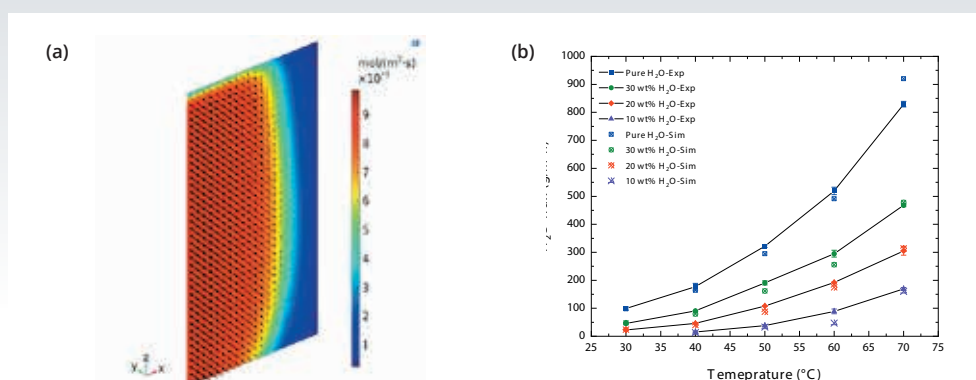 (a)
mol/(m²·s)
9
8
7
6
5
4
3
2
1
z
y x
(b)
1000
900
800
700
600
500
400
300
200
100
0
Pure H₂O-Exp
30 wt% H₂O-Exp
20 wt% H₂O-Exp
10 wt% H₂O-Exp
Pure H₂O-Sim
30 wt% H₂O-Sim
20 wt% H₂O-Sim
10 wt% H₂O-Sim
25 30 35 40 45 50 55 60 65 70 75
Temeprature (°C)